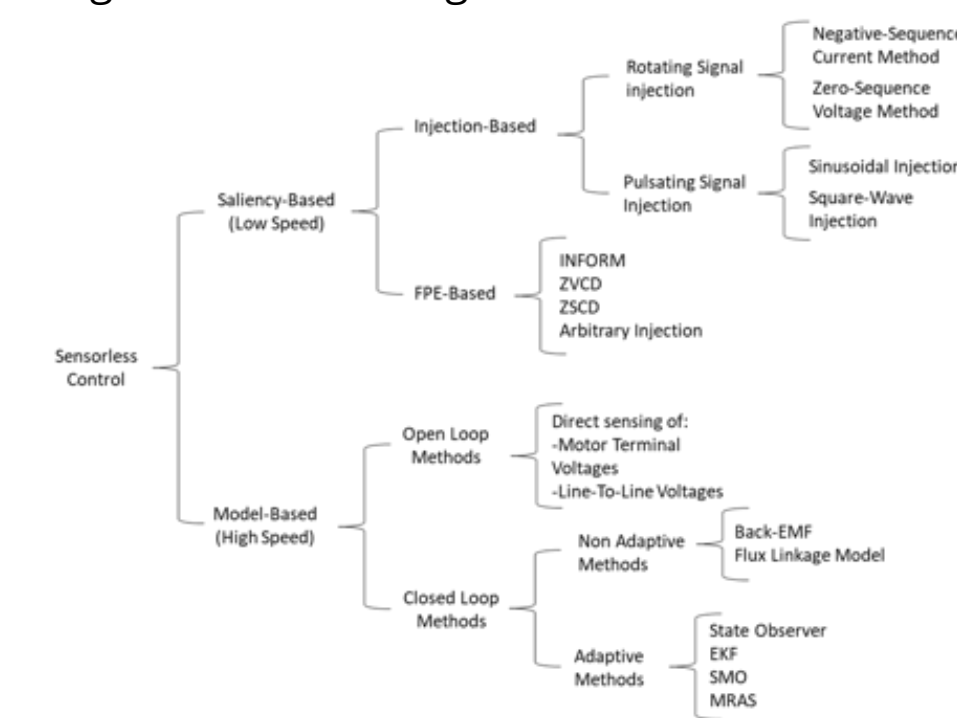 Negative-Sequence
Current Method
Rotating Signal
injection
Zero-Sequence
Voltage Method
Injection-Based
Sinusoidal Injection
Pulsating Signal
Injection
Square-Wave
Injection
Saliency-Based
(Low Speed)
INFORM
ZVCD
ZSCD
Arbitrary Injection
FPE-Based
Sensorless
Control
Open Loop
Methods
Direct sensing of:
-Motor Terminal
Voltages
-Line-To-Line Voltages
Model-Based
(High Speed)
Non Adaptive
Methods
Back-EMF
Flux Linkage Model
Closed Loop
Methods
Adaptive
Methods
State Observer
EKF
SMO
MRAS